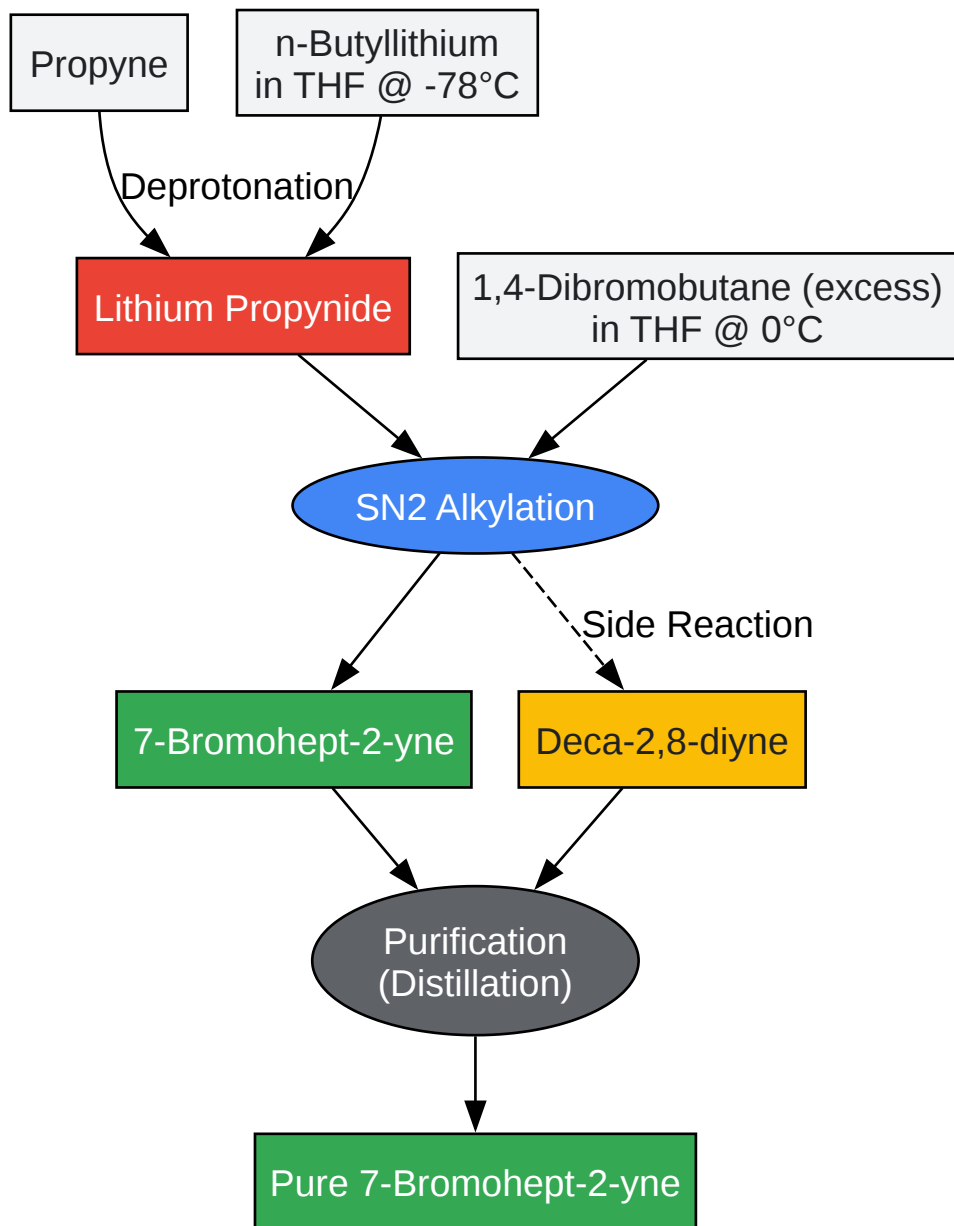 Propyne
n-Butyllithium
in THF @ -78°C
Deprotonation
Lithium Propynide
1,4-Dibromobutane (excess)
in THF @ 0°C
SN2 Alkylation
Side Reaction
7-Bromohept-2-yne
Deca-2,8-diyne
Purification
(Distillation)
Pure 7-Bromohept-2-yne